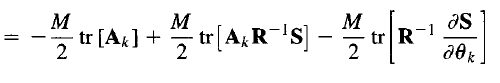 = − M/2 tr [A_k] + M/2 tr [A_k R⁻¹ S] − M/2 tr [R⁻¹ ∂S/∂θ_k]